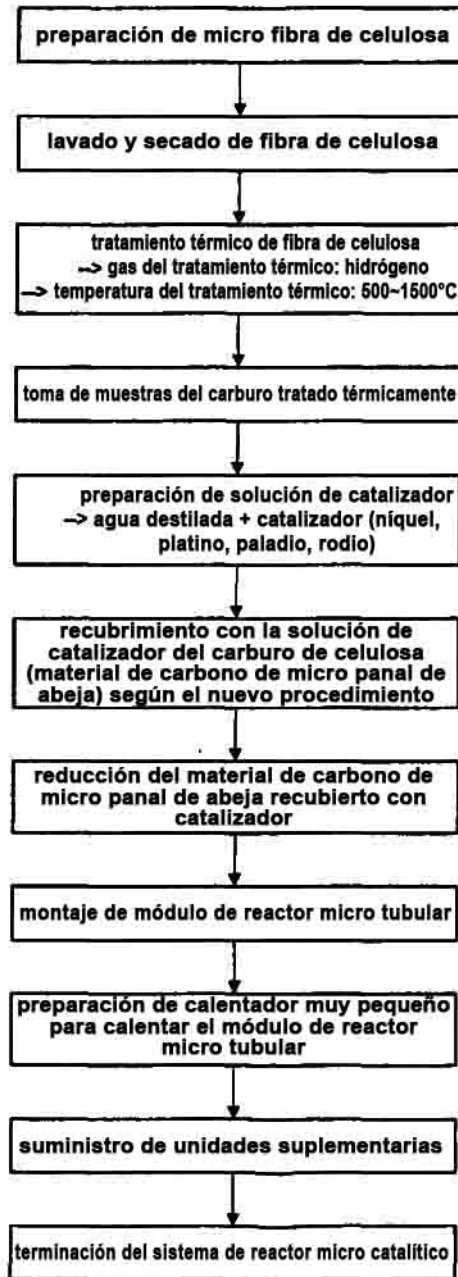 preparación de micro fibra de celulosa
lavado y secado de fibra de celulosa
tratamiento térmico de fibra de celulosa
—> gas del tratamiento térmico: hidrógeno
—> temperatura del tratamiento térmico: 500~1500°C
toma de muestras del carburo tratado térmicamente
preparación de solución de catalizador
—> agua destilada + catalizador (níquel,
platino, paladio, rodio)
recubrimiento con la solución de
catalizador del carburo de celulosa
(material de carbono de micro panal de
abeja) según el nuevo procedimiento
reducción del material de carbono de
micro panal de abeja recubierto con
catalizador
montaje de módulo de reactor micro tubular
preparación de calentador muy pequeño
para calentar el módulo de reactor
micro tubular
suministro de unidades suplementarias
terminación del sistema de reactor micro catalítico